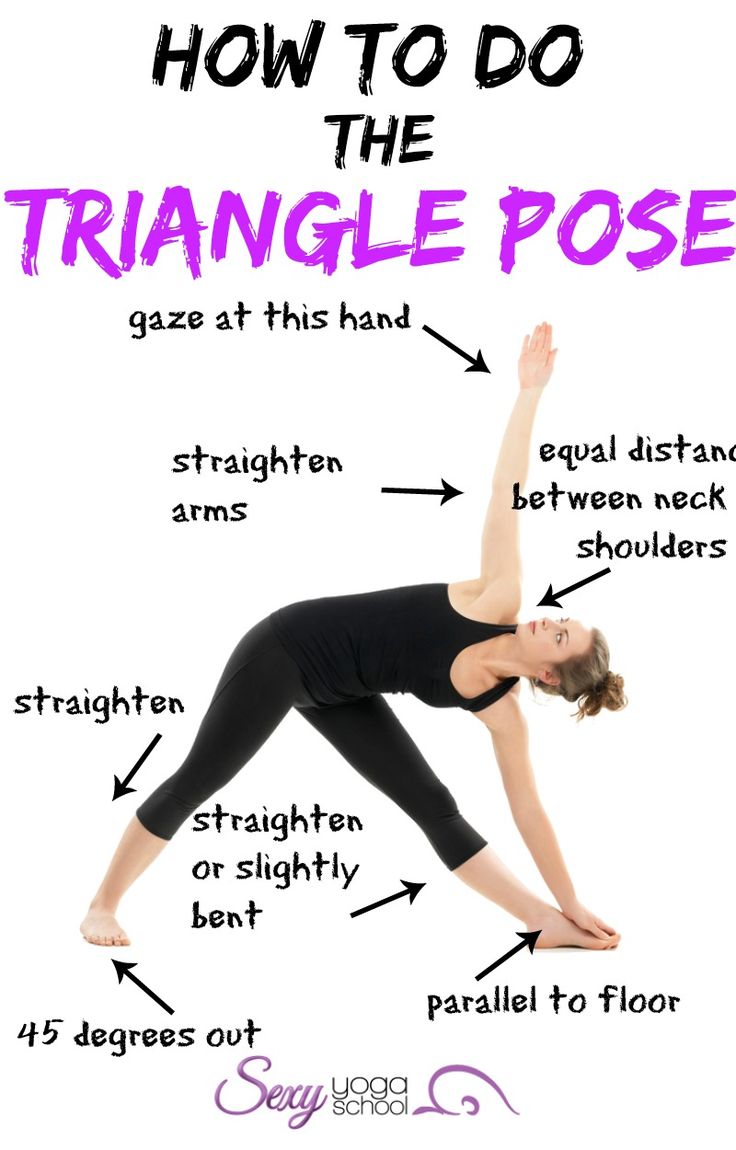 HOW TO DO
THE
TRIANGLE POSE
gaze at this hand
straighten
arms
equal distanc
between neck
shoulders
straighten
straighten
or slightly
bent
parallel to floor
45 degrees out
Sexy yoga
school